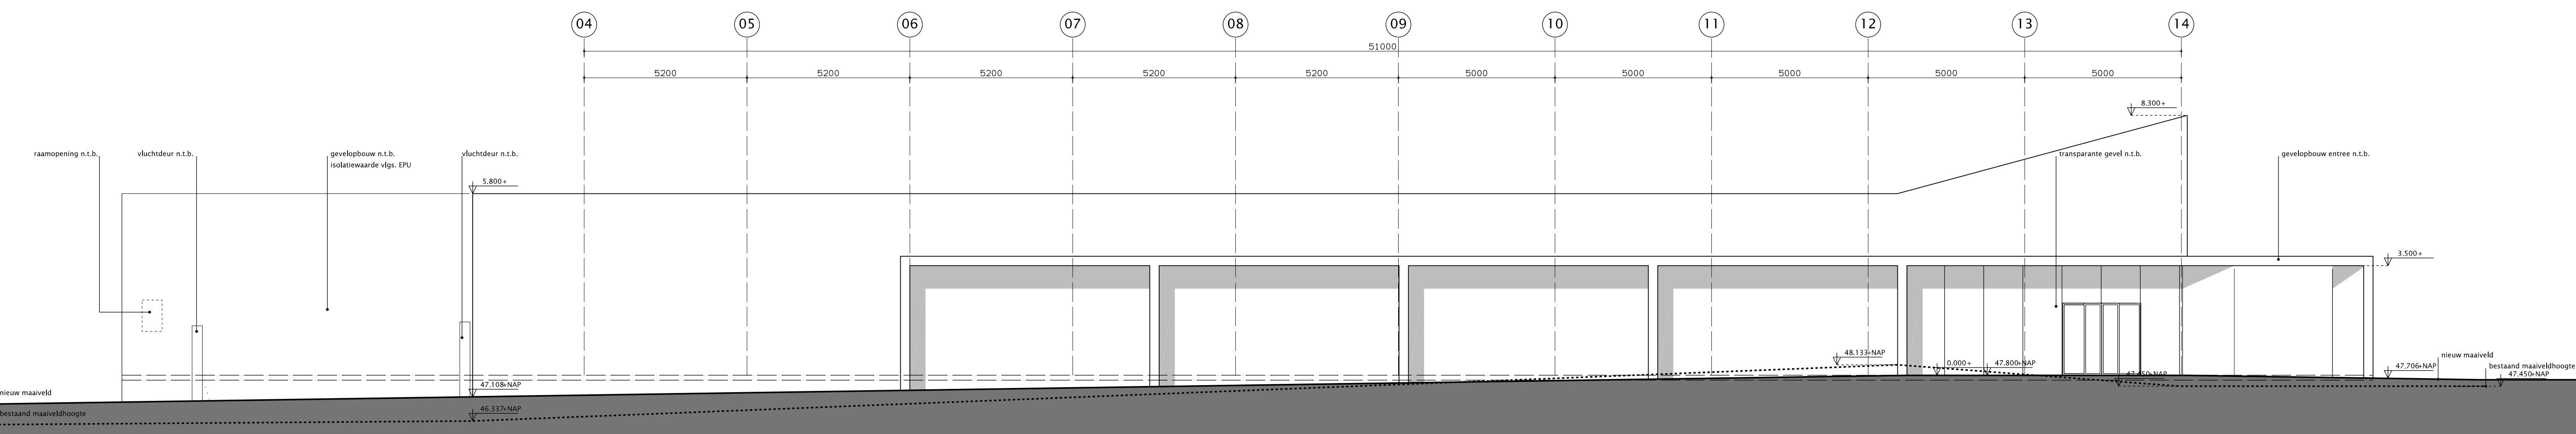 04 05 06 07 08 09 10 11 12 13 14
51000
5200 5200 5200 5200 5200 5000 5000 5000 5000 5000
8.300+
raamopening n.t.b.
vluchtdeur n.t.b.
gevelopbouw n.t.b.
isolatiewaarde vlgs. EPU
vluchtdeur n.t.b.
transparante gevel n.t.b.
gevelopbouw entree n.t.b.
5.800+
3.500+
48.133+NAP
0.000+
47.800+NAP
47.450+NAP
nieuw maaiveld
47.706+NAP
bestaand maaiveldhoogte
47.450+NAP
47.108+NAP
nieuw maaiveld
46.337+NAP
bestaand maaiveldhoogte